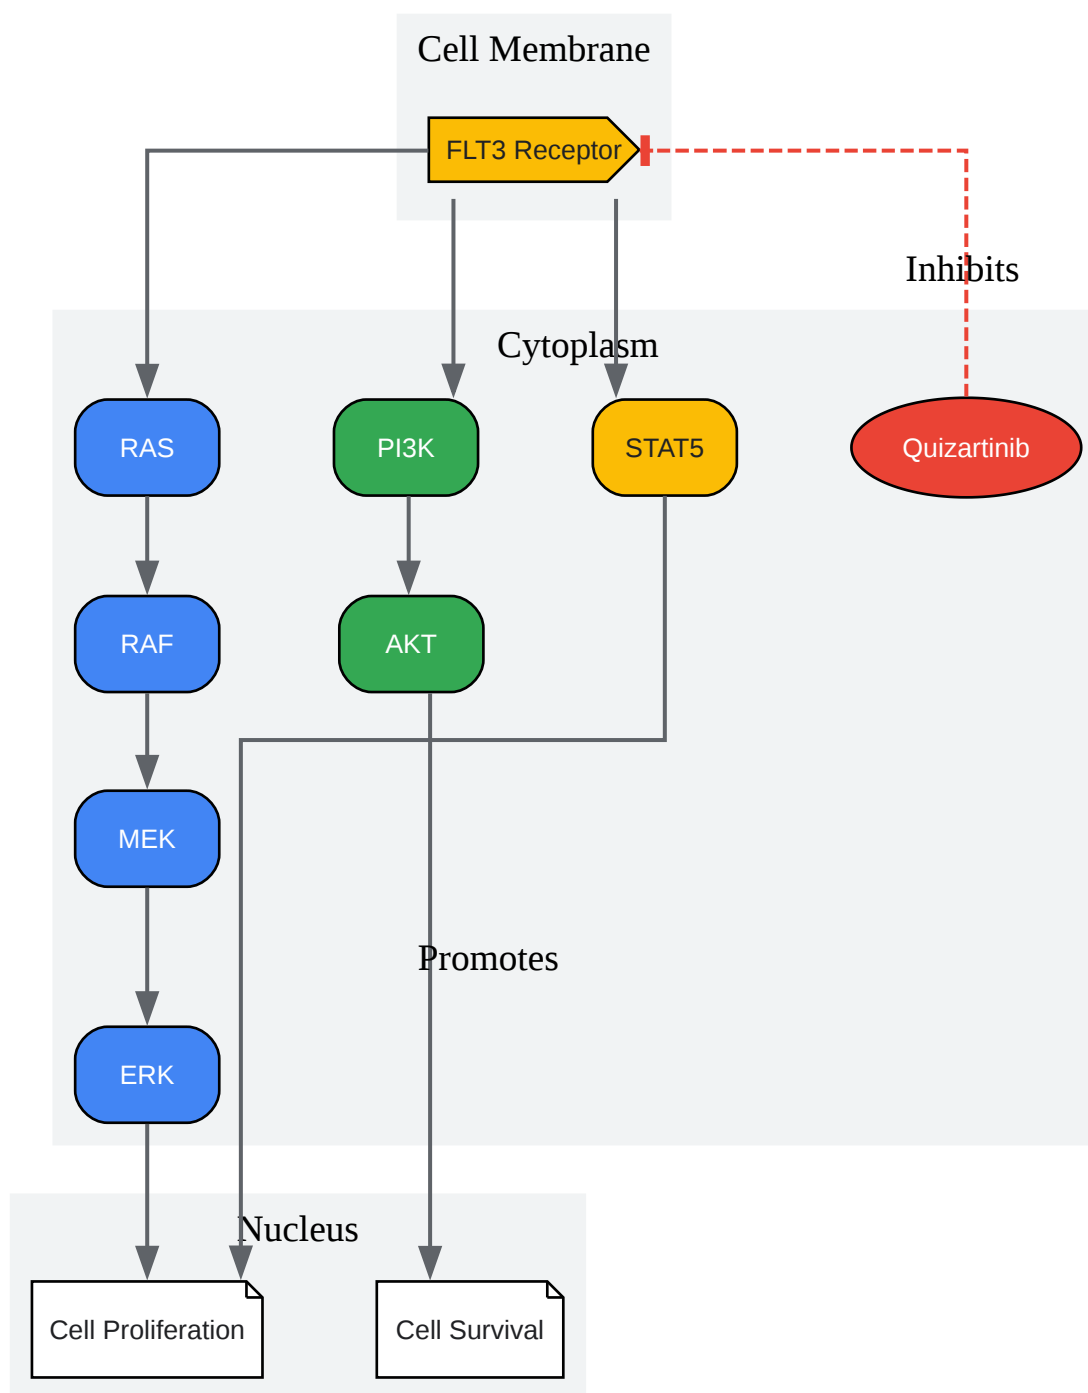 Cell Membrane
FLT3 Receptor
Inhibits
Cytoplasm
RAS
PI3K
STAT5
Quizartinib
RAF
AKT
MEK
Promotes
ERK
Nucleus
Cell Proliferation
Cell Survival